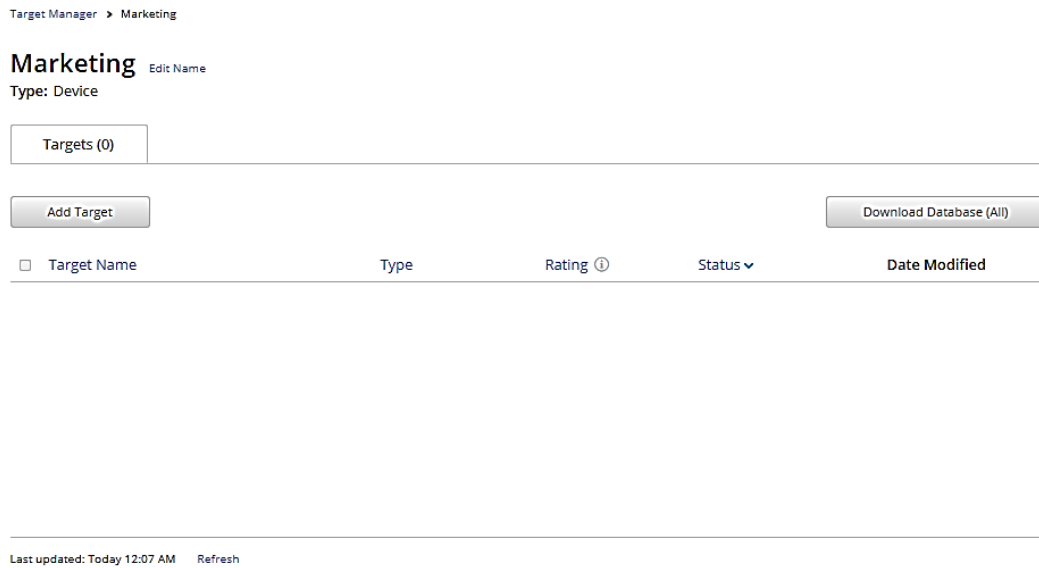 Target Manager > Marketing
Marketing Edit Name
Type: Device
Targets (0)
Add Target Download Database (All)
Target Name Type Rating Status Date Modified
Last updated: Today 12:07 AM Refresh